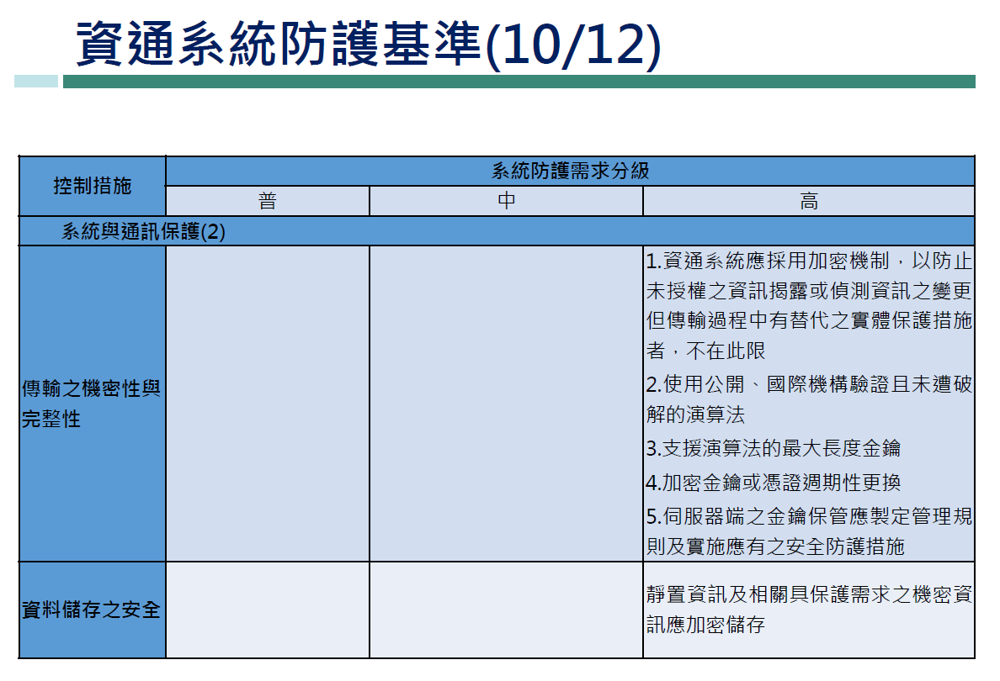 資通系統防護基準(10/12)
控制措施
系統防護需求分級
普
中
高
系統與通訊保護(2)
傳輸之機密性與
完整性
1.資通系統應採用加密機制，以防止
未授權之資訊揭露或偵測資訊之變更
但傳輸過程中有替代之實體保護措施
者，不在此限
2.使用公開、國際機構驗證且未遭破
解的演算法
3.支援演算法的最大長度金鑰
4.加密金鑰或憑證週期性更換
5.伺服器端之金鑰保管應製定管理規
則及實施應有之安全防護措施
資料儲存之安全
靜置資訊及相關具保護需求之機密資
訊應加密儲存